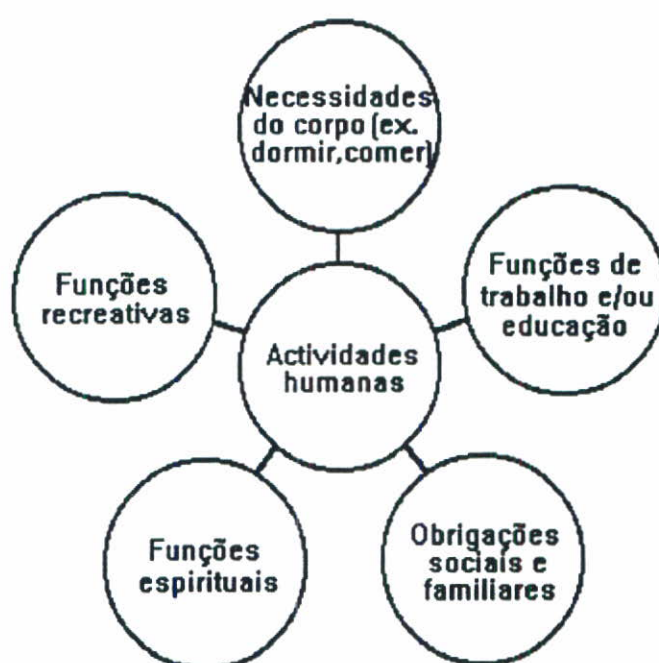 Necessidades
do corpo (ex.
dormir,comer)
Funções de
trabalho e/ou
educação
Funções
recreativas
Actividades
humanas
Obrigações
sociais e
familiares
Funções
espirituais